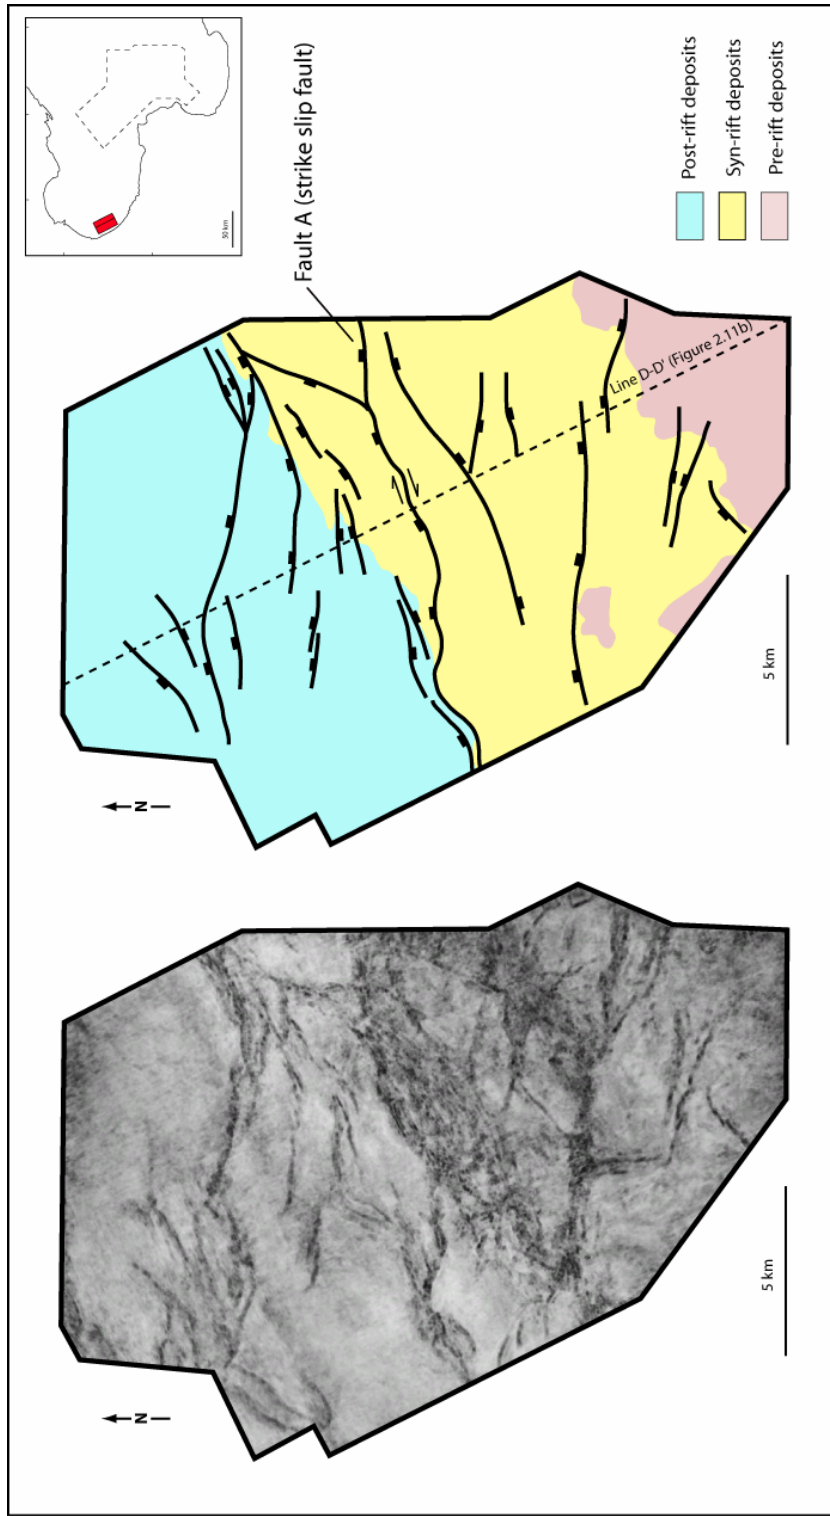 50 km
Fault A (strike slip fault)
Post-rift deposits
Syn-rift deposits
Pre-rift deposits
Line D-D' (Figure 2.11b)
5 km
N
5 km
N